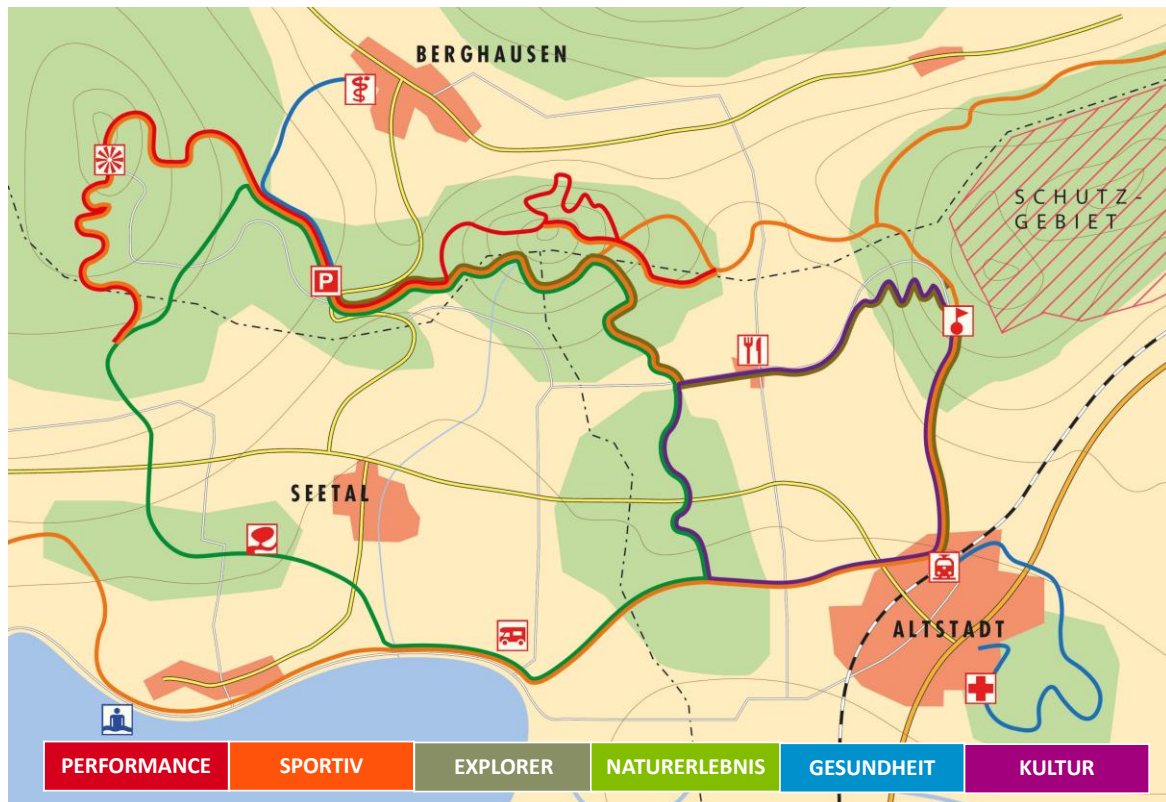 BERGHAUSEN
SCHUTZ-
GEBIET
P
SEETAL
ALTSTADT
PERFORMANCE
SPORTIV
EXPLORER
NATURERLEBNIS
GESUNDHEIT
KULTUR